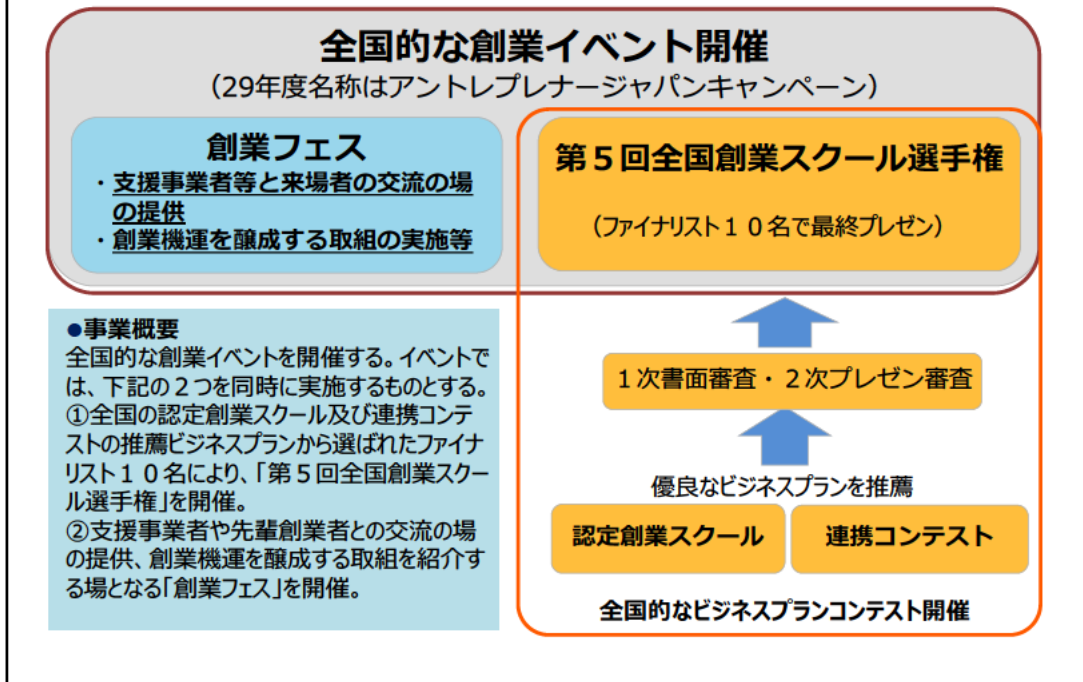 全国的な創業イベント開催
（29年度名称はアントレプレナージャパンキャンペーン）
創業フェス
・支援事業者等と来場者の交流の場
の提供
・創業機運を醸成する取組の実施等
第５回全国創業スクール選手権
（ファイナリスト１０名で最終プレゼン）
●事業概要
全国的な創業イベントを開催する。イベントで
は、下記の２つを同時に実施するものとする。
①全国の認定創業スクール及び連携コンテ
ストの推薦ビジネスプランから選ばれたファイナ
リスト１０名により、「第５回全国創業スクー
ル選手権」を開催。
②支援事業者や先輩創業者との交流の場
の提供、創業機運を醸成する取組を紹介す
る場となる「創業フェス」を開催。
１次書面審査・２次プレゼン審査
優良なビジネスプランを推薦
認定創業スクール
連携コンテスト
全国的なビジネスプランコンテスト開催